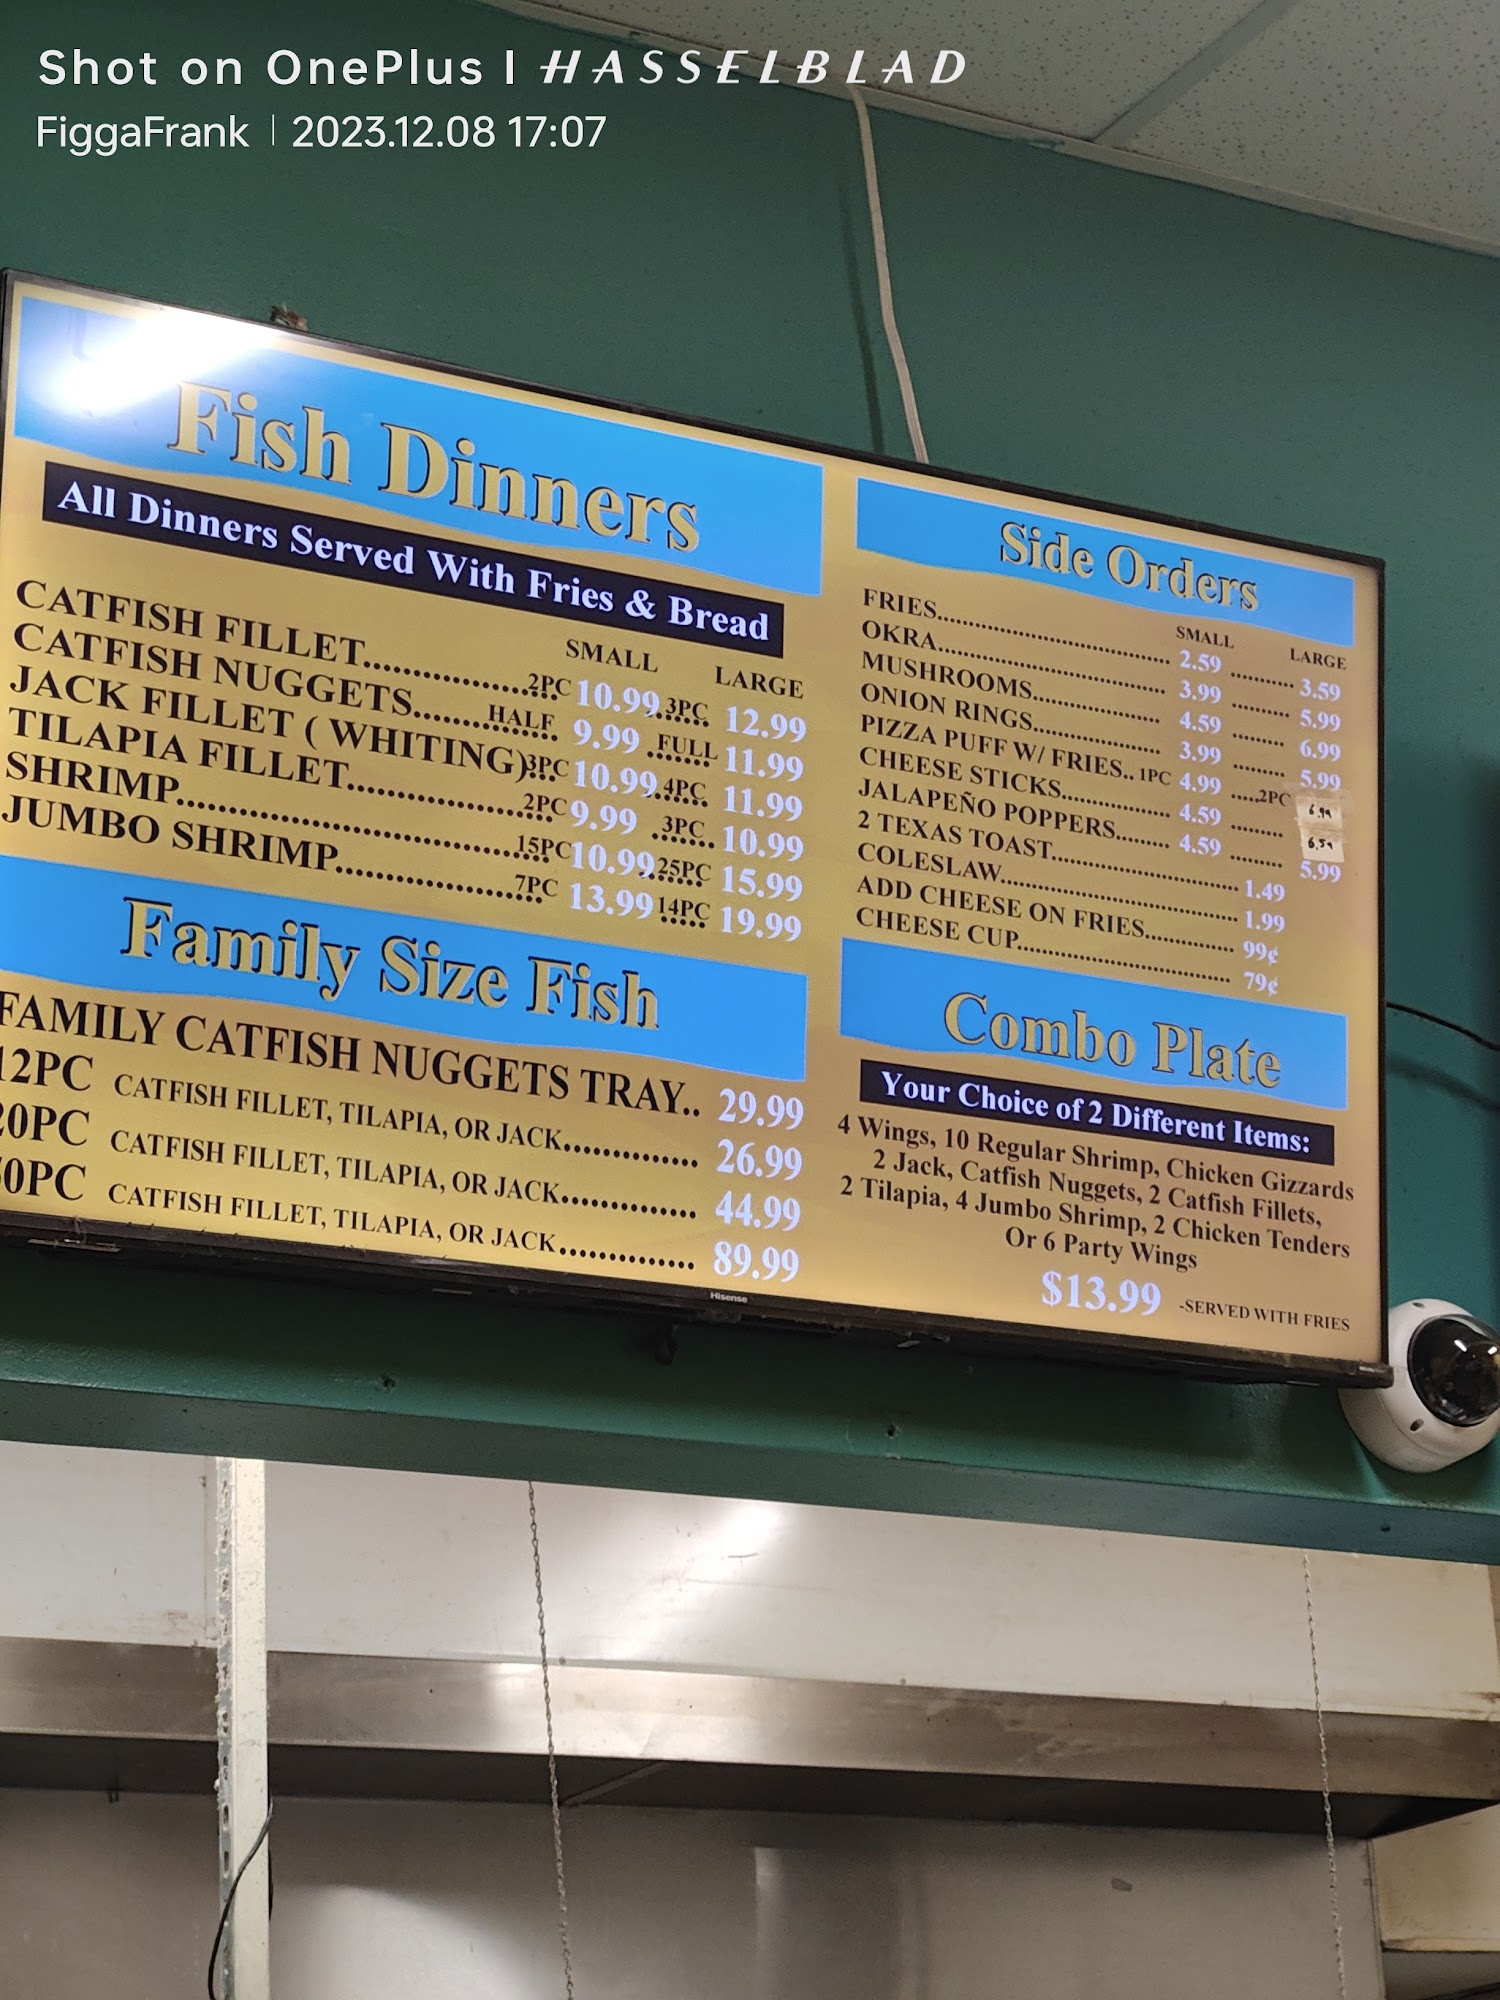 Shot on OnePlus | HASSELBLAD
FiggaFrank | 2023.12.08 17:07
Fish Dinners
All Dinners Served With Fries & Bread
SMALL LARGE
CATFISH FILLET..........2PC 10.99 3PC 12.99
CATFISH NUGGETS..........HALF 9.99 FULL 11.99
JACK FILLET ( WHITING)...3PC 10.99 4PC 11.99
TILAPIA FILLET..........2PC 9.99 3PC 10.99
SHRIMP..........15PC 10.99 25PC 15.99
JUMBO SHRIMP..........7PC 13.99 14PC 19.99
Family Size Fish
FAMILY CATFISH NUGGETS TRAY.. 29.99
12PC CATFISH FILLET, TILAPIA, OR JACK.......... 26.99
20PC CATFISH FILLET, TILAPIA, OR JACK.......... 44.99
0PC CATFISH FILLET, TILAPIA, OR JACK.......... 89.99
Side Orders
SMALL LARGE
FRIES.......... 2.59 .......... 3.59
OKRA.......... 3.99 .......... 5.99
MUSHROOMS.......... 4.59 .......... 6.99
ONION RINGS.......... 3.99 .......... 5.99
PIZZA PUFF W/ FRIES.. 1PC 4.99 .....2PC 6.99
CHEESE STICKS.......... 4.59 .......... 6.59
JALAPEÑO POPPERS.......... 4.59 .......... 5.99
2 TEXAS TOAST.......... 1.49
COLESLAW.......... 1.99
ADD CHEESE ON FRIES.......... 99¢
CHEESE CUP.......... 79¢
Combo Plate
Your Choice of 2 Different Items:
4 Wings, 10 Regular Shrimp, Chicken Gizzards
2 Jack, Catfish Nuggets, 2 Catfish Fillets,
2 Tilapia, 4 Jumbo Shrimp, 2 Chicken Tenders
Or 6 Party Wings
$13.99 -SERVED WITH FRIES
Hisense